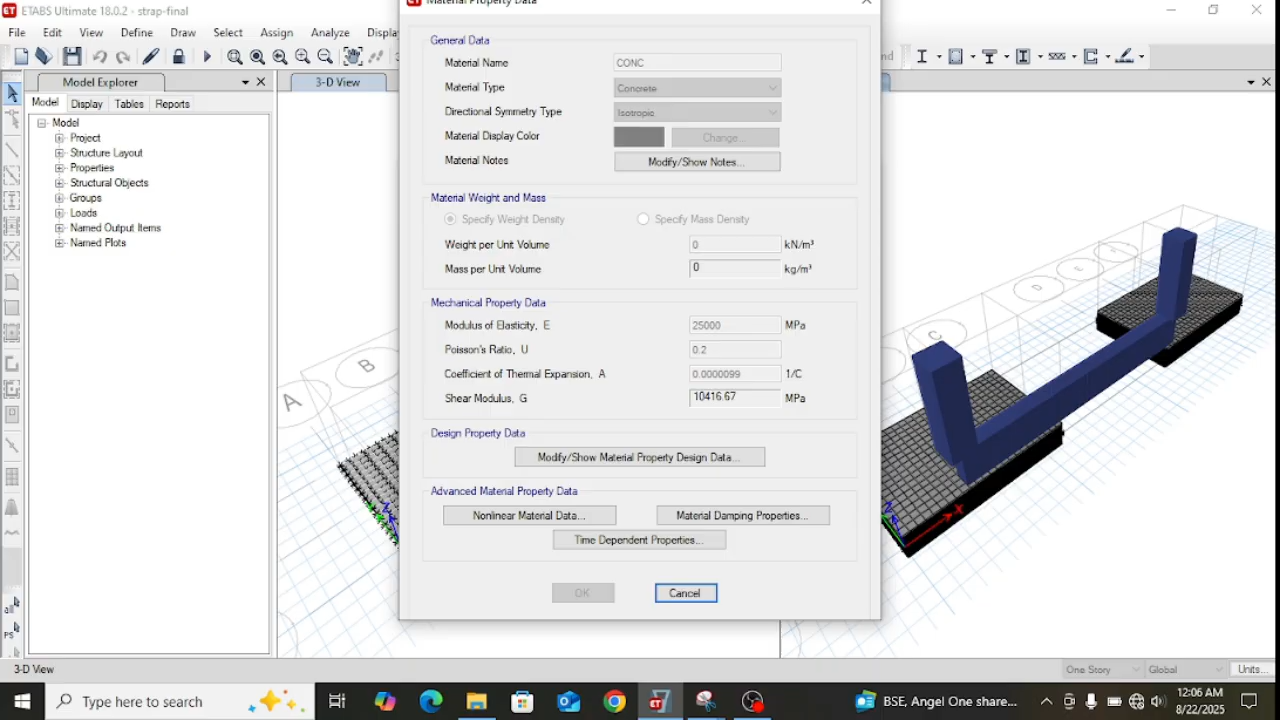 ETABS Ultimate 18.0.2 - strap-final
Material Property Data
File Edit View Define Draw Select Assign Analyze Display
Model Explorer
3-D View
Model Display Tables Reports
Model
Project
Structure Layout
Properties
Structural Objects
Groups
Loads
Named Output Items
Named Plots
General Data
Material Name CONC
Material Type Concrete
Directional Symmetry Type Isotropic
Material Display Color Change...
Material Notes Modify/Show Notes...
Material Weight and Mass
Specify Weight Density Specify Mass Density
Weight per Unit Volume 0 kN/m³
Mass per Unit Volume 0 kg/m³
Mechanical Property Data
Modulus of Elasticity, E 25000 MPa
Poisson's Ratio, U 0.2
Coefficient of Thermal Expansion, A 0.0000099 1/C
Shear Modulus, G 10416.67 MPa
Design Property Data
Modify/Show Material Property Design Data...
Advanced Material Property Data
Nonlinear Material Data... Material Damping Properties...
Time Dependent Properties...
OK Cancel
A B
Z
C D E
Z X
3-D View One Story Global Units...
Type here to search
BSE, Angel One share...
12:06 AM
8/22/2025